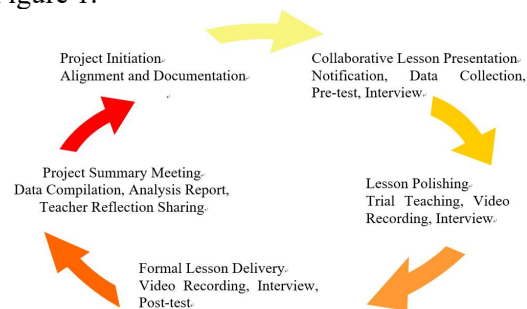 Figure 1.
Project Initiation
Alignment and Documentation
Collaborative Lesson Presentation
Notification, Data Collection,
Pre-test, Interview
Lesson Polishing
Trial Teaching, Video
Recording, Interview
Formal Lesson Delivery
Video Recording, Interview,
Post-test
Project Summary Meeting
Data Compilation, Analysis Report,
Teacher Reflection Sharing